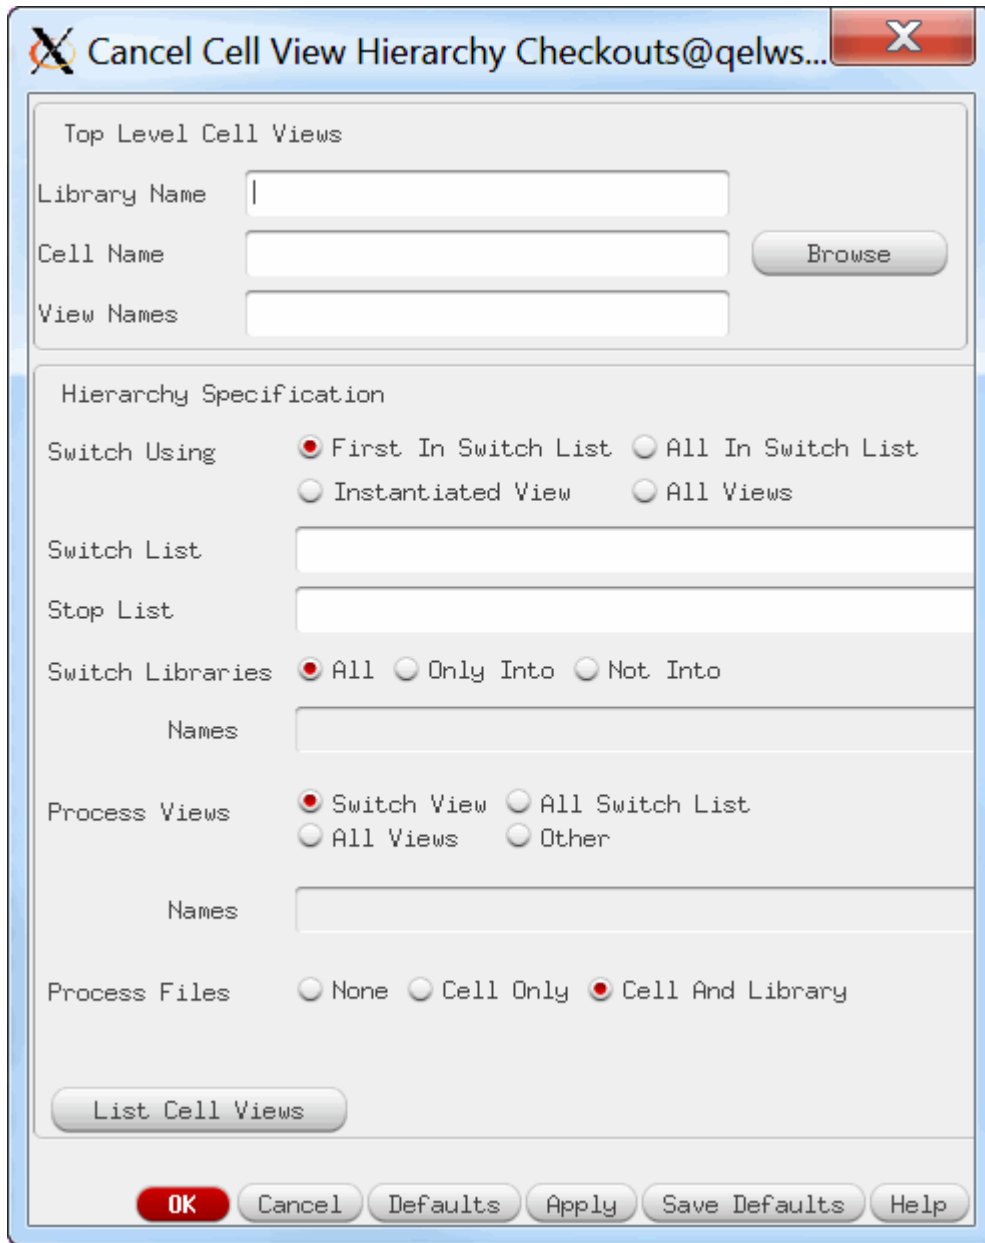 Cancel Cell View Hierarchy Checkouts@qelws...
Top Level Cell Views
Library Name
Cell Name
Browse
View Names
Hierarchy Specification
Switch Using First In Switch List All In Switch List
Instantiated View All Views
Switch List
Stop List
Switch Libraries All Only Into Not Into
Names
Process Views Switch View All Switch List
All Views Other
Names
Process Files None Cell Only Cell And Library
List Cell Views
OK Cancel Defaults Apply Save Defaults Help